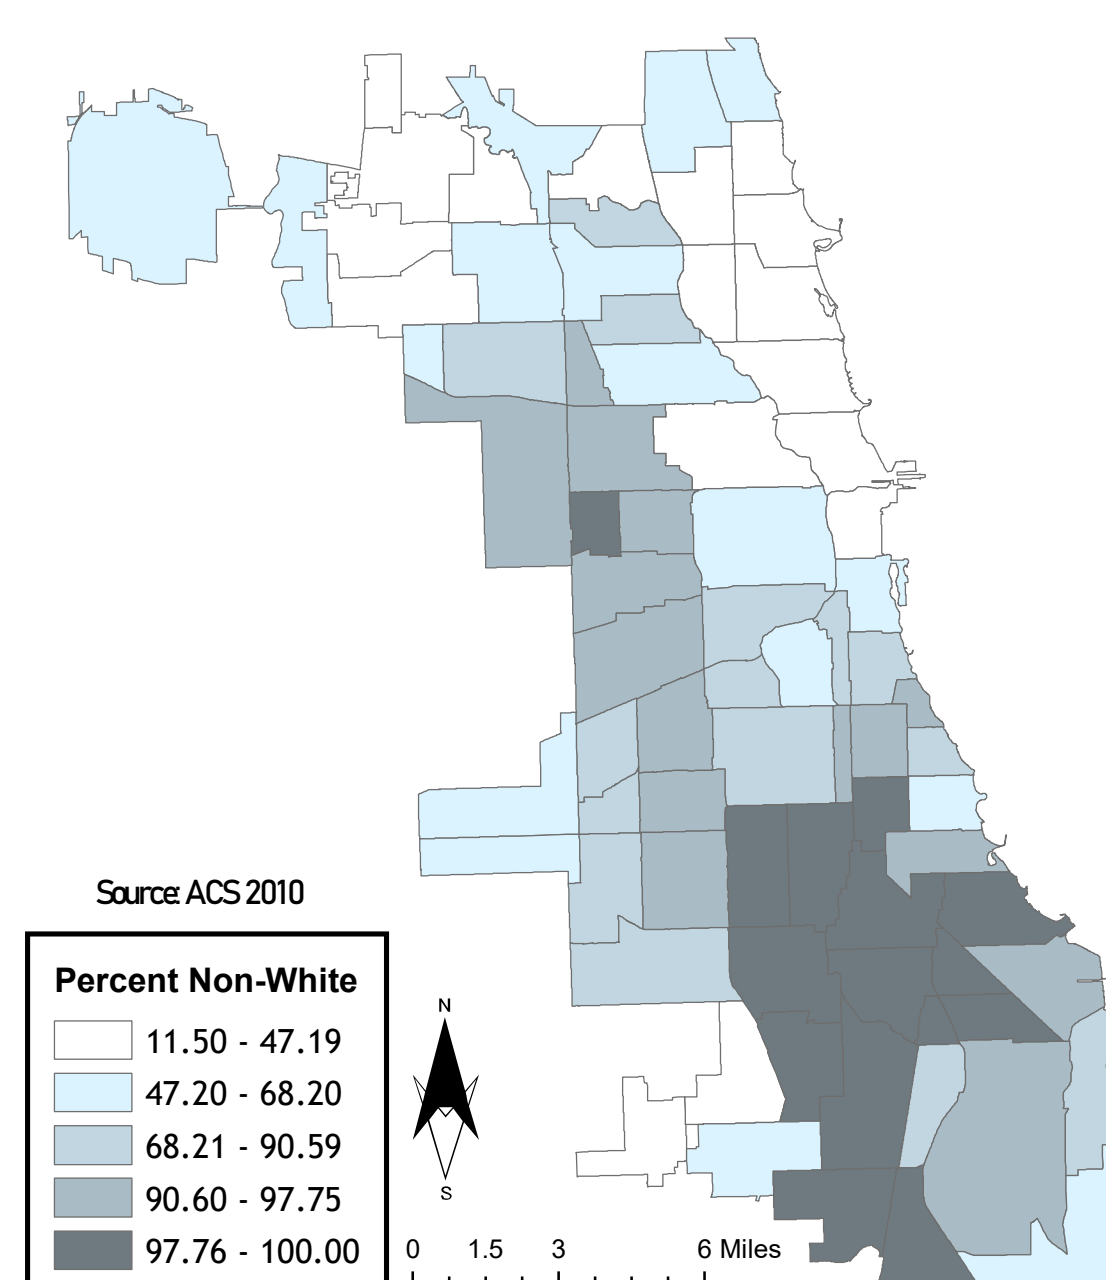 Source: ACS 2010
Percent Non-White
11.50 - 47.19
47.20 - 68.20
68.21 - 90.59
90.60 - 97.75
97.76 - 100.00
N
S
0 1.5 3 6 Miles